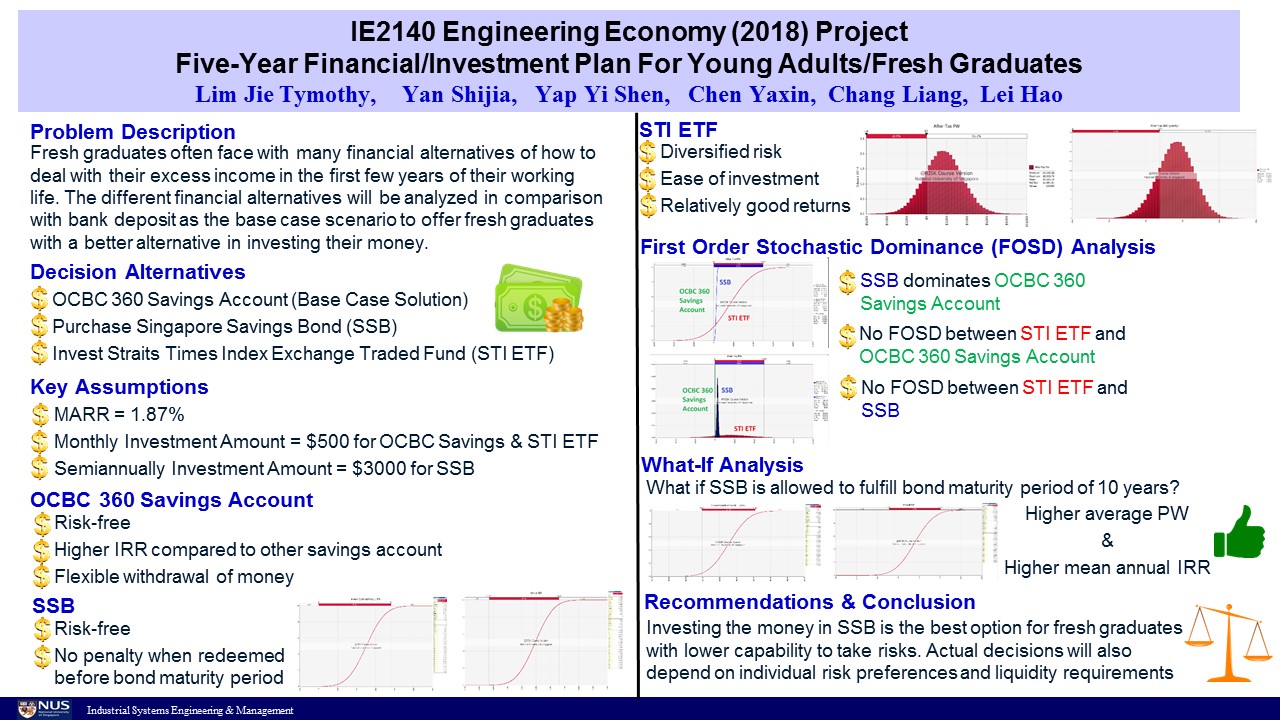 IE2140 Engineering Economy (2018) Project
Five-Year Financial/Investment Plan For Young Adults/Fresh Graduates
Lim Jie Tymothy, Yan Shijia, Yap Yi Shen, Chen Yaxin, Chang Liang, Lei Hao
Problem Description
Fresh graduates often face with many financial alternatives of how to
deal with their excess income in the first few years of their working
life. The different financial alternatives will be analyzed in comparison
with bank deposit as the base case scenario to offer fresh graduates
with a better alternative in investing their money.
Decision Alternatives
OCBC 360 Savings Account (Base Case Solution)
Purchase Singapore Savings Bond (SSB)
Invest Straits Times Index Exchange Traded Fund (STI ETF)
Key Assumptions
MARR = 1.87%
Monthly Investment Amount = $500 for OCBC Savings & STI ETF
Semiannually Investment Amount = $3000 for SSB
OCBC 360 Savings Account
Risk-free
Higher IRR compared to other savings account
Flexible withdrawal of money
SSB
Risk-free
No penalty when redeemed
before bond maturity period
STI ETF
Diversified risk
Ease of investment
Relatively good returns
After Tax PW
@RISK Course Version
National University of Singapore
First Order Stochastic Dominance (FOSD) Analysis
OCBC 360
Savings
Account
SSB
STI ETF
OCBC 360
Savings
Account
SSB
STI ETF
SSB dominates OCBC 360
Savings Account
No FOSD between STI ETF and
OCBC 360 Savings Account
No FOSD between STI ETF and
SSB
What-If Analysis
What if SSB is allowed to fulfill bond maturity period of 10 years?
Higher average PW
&
Higher mean annual IRR
Recommendations & Conclusion
Investing the money in SSB is the best option for fresh graduates
with lower capability to take risks. Actual decisions will also
depend on individual risk preferences and liquidity requirements
NUS
National University
of Singapore
Industrial Systems Engineering & Management